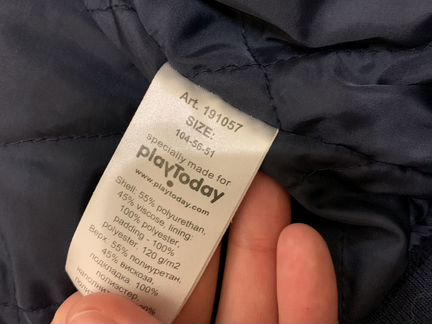 Art. 191057
SIZE:
104-56-51
specially made for
playToday
www.playtoday.com
Shell: 55% polyurethan,
45% viscose, lining:
100% polyester,
padding - 100%
polyester, 120 g/m2
Верх: 55% полиуретан,
45% вискоза,
подкладка 100%
полиэстер,